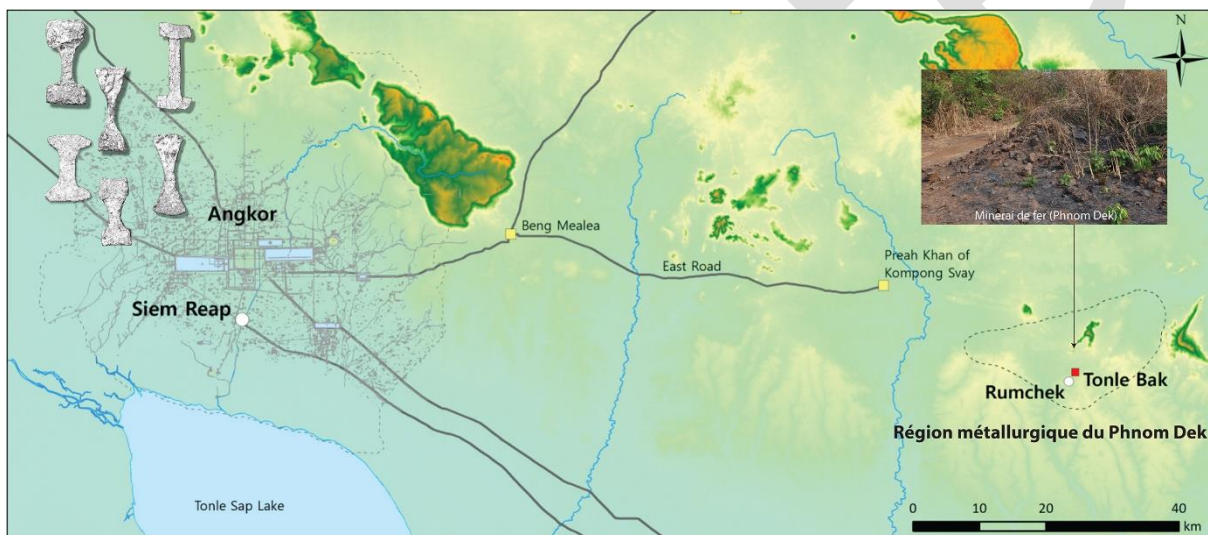 N
Minerai de fer (Phnom Dek)
Angkor
Beng Mealea
East Road
Preah Khan of
Kompong Svay
Siem Reap
Tonle Bak
Rumchek
Région métallurgique du Phnom Dek
Tonle Sap Lake
0 10 20 40
km